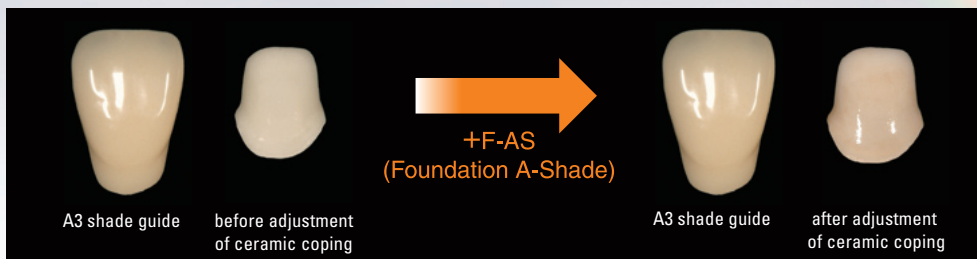 +F-AS
(Foundation A-Shade)
A3 shade guide
before adjustment
of ceramic coping
A3 shade guide
after adjustment
of ceramic coping